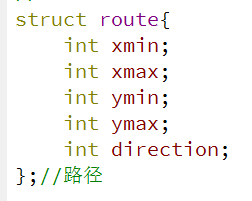 struct route{
    int xmin;
    int xmax;
    int ymin;
    int ymax;
    int direction;
};//路径